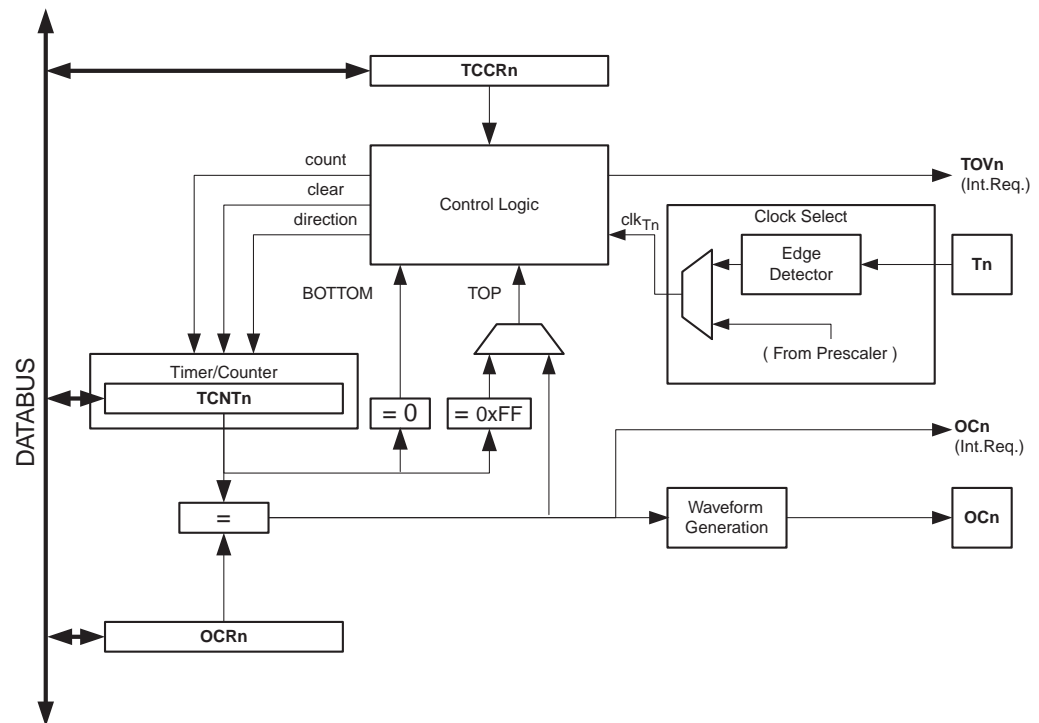 TCCRn
count
clear
direction
Control Logic
TOVn
(Int.Req.)
clkTn
Clock Select
Edge
Detector
Tn
( From Prescaler )
BOTTOM
TOP
DATABUS
Timer/Counter
TCNTn
= 0
= 0xFF
OCn
(Int.Req.)
=
Waveform
Generation
OCn
OCRn